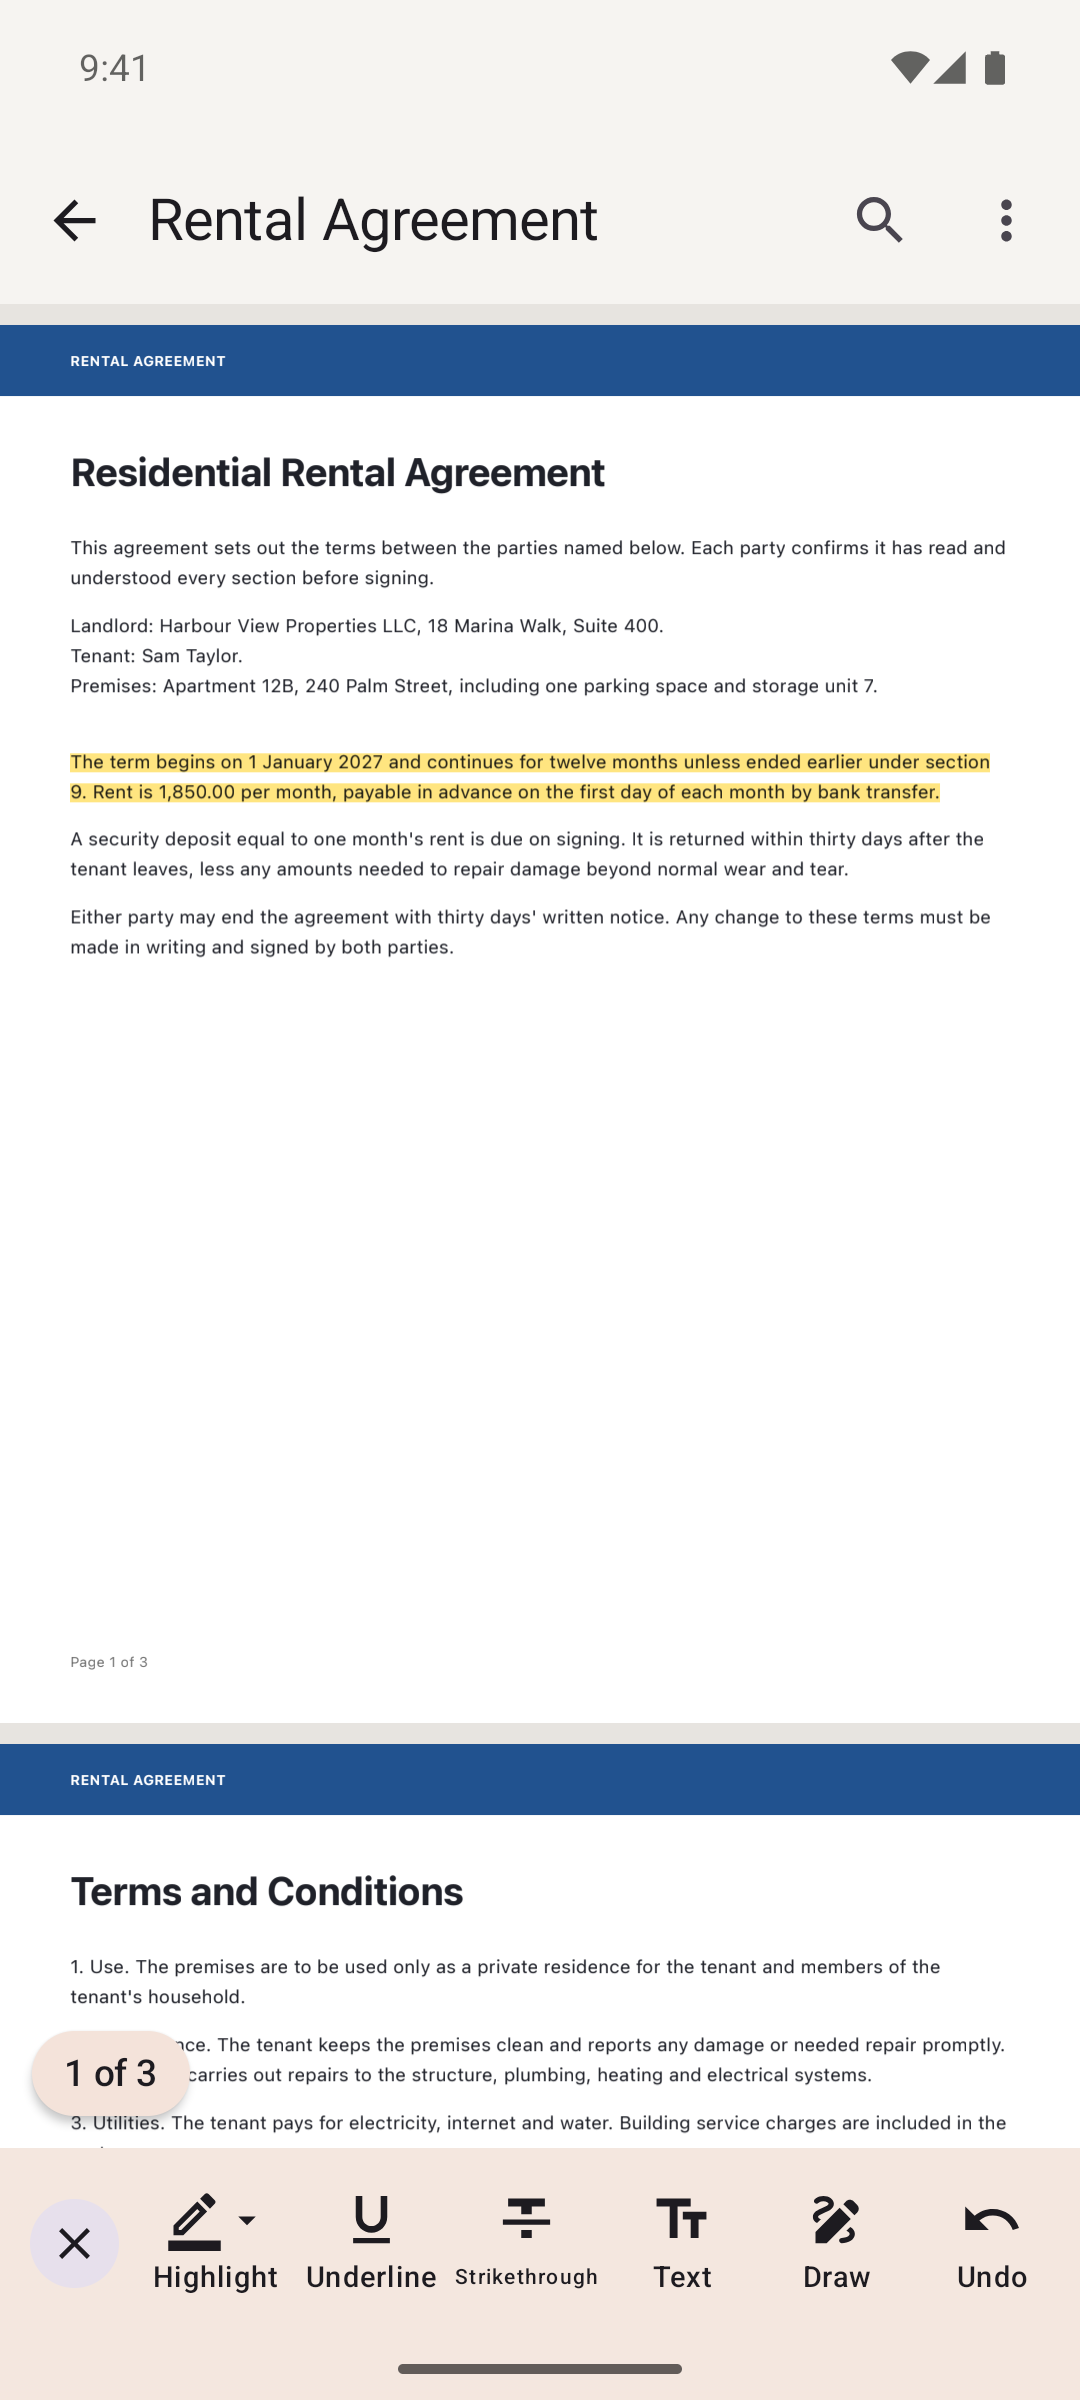 9:41
Rental Agreement
RENTAL AGREEMENT
Residential Rental Agreement
This agreement sets out the terms between the parties named below. Each party confirms it has read and
understood every section before signing.
Landlord: Harbour View Properties LLC, 18 Marina Walk, Suite 400.
Tenant: Sam Taylor.
Premises: Apartment 12B, 240 Palm Street, including one parking space and storage unit 7.
The term begins on 1 January 2027 and continues for twelve months unless ended earlier under section
9. Rent is 1,850.00 per month, payable in advance on the first day of each month by bank transfer.
A security deposit equal to one month's rent is due on signing. It is returned within thirty days after the
tenant leaves, less any amounts needed to repair damage beyond normal wear and tear.
Either party may end the agreement with thirty days' written notice. Any change to these terms must be
made in writing and signed by both parties.
Page 1 of 3
RENTAL AGREEMENT
Terms and Conditions
1. Use. The premises are to be used only as a private residence for the tenant and members of the
tenant's household.
The tenant keeps the premises clean and reports any damage or needed repair promptly.
carries out repairs to the structure, plumbing, heating and electrical systems.
1 of 3
3. Utilities. The tenant pays for electricity, internet and water. Building service charges are included in the
Highlight
Underline
Strikethrough
Text
Draw
Undo